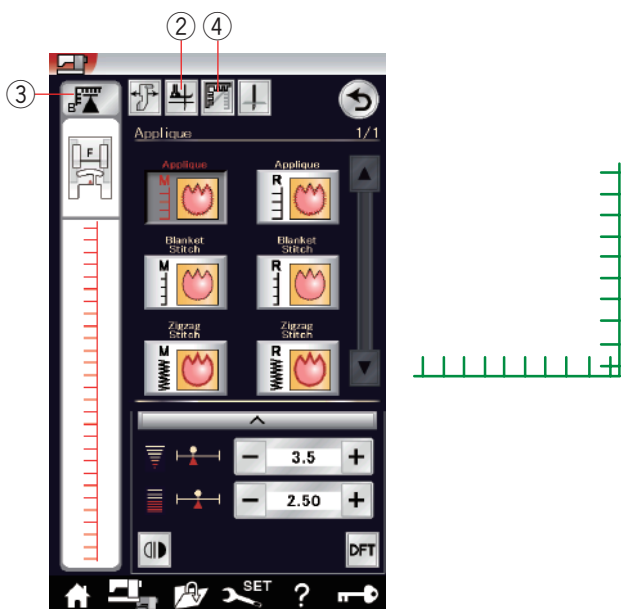 ② ④
③
B
F
Applique 1/1
Applique Applique
M R
Blanket Stitch Blanket Stitch
M R
Zigzag Stitch Zigzag Stitch
M R
− 3.5 +
− 2.50 +
DFT
SET ?